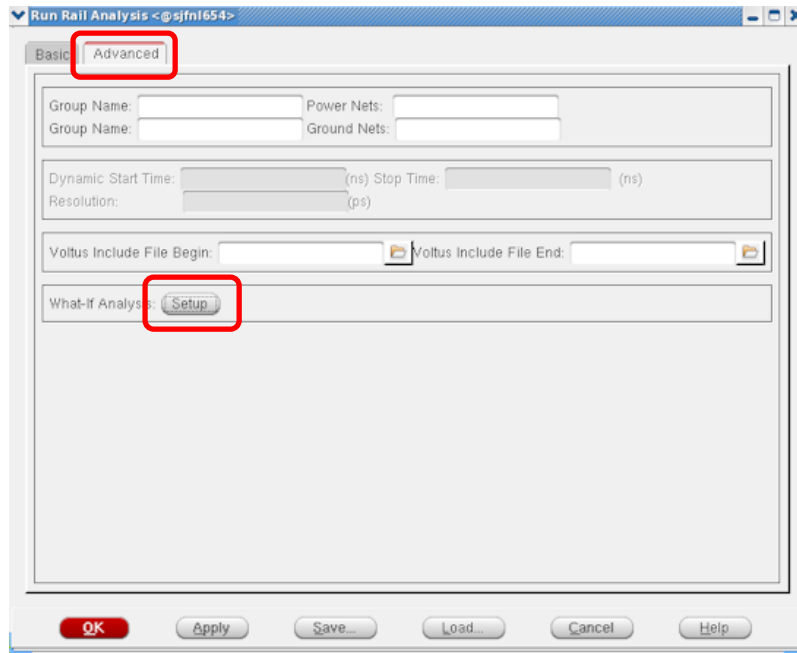 Run Rail Analysis <@sjfnl654>
Basic Advanced
Group Name: Power Nets:
Group Name: Ground Nets:
Dynamic Start Time: (ns) Stop Time: (ns)
Resolution: (ps)
Voltus Include File Begin: Voltus Include File End:
What-If Analysis: Setup
OK Apply Save... Load... Cancel Help